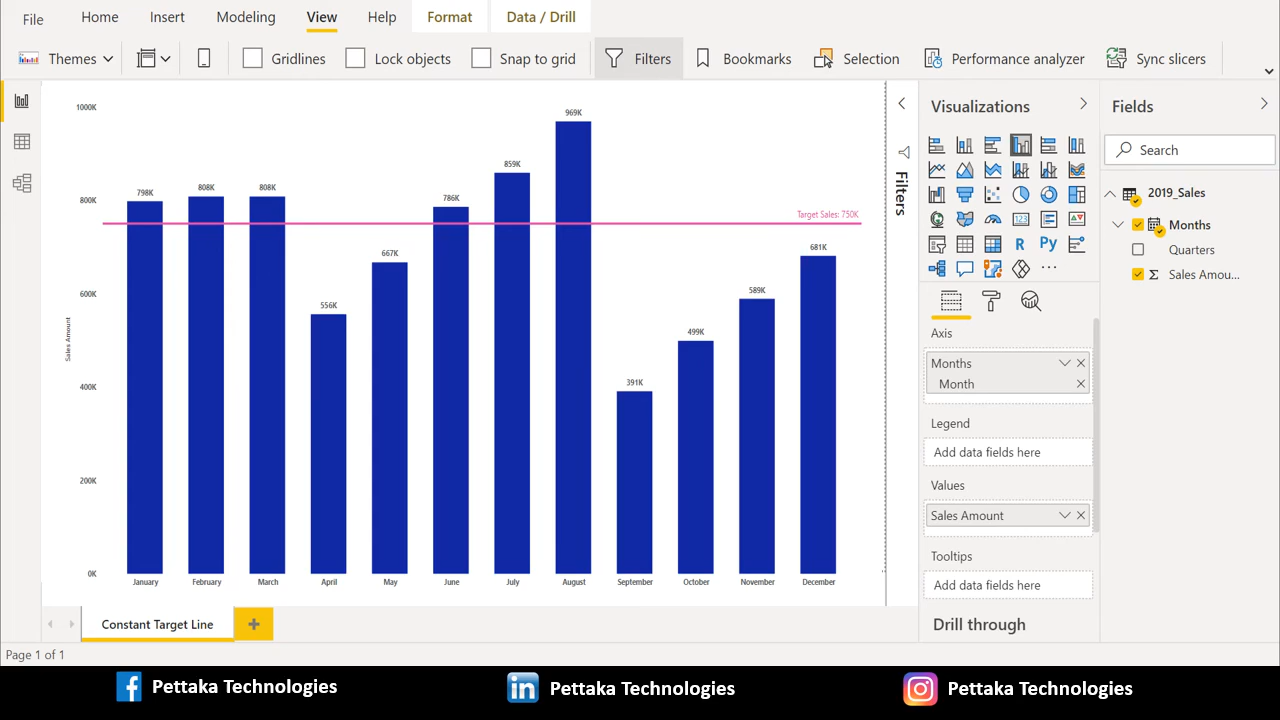 File Home Insert Modeling View Help Format Data / Drill
Themes Gridlines Lock objects Snap to grid Filters Bookmarks Selection Performance analyzer Sync slicers
1000K
800K
600K
400K
200K
0K
Sales Amount
798K
808K
808K
556K
667K
786K
859K
969K
391K
499K
589K
681K
Target Sales: 750K
January February March April May June July August September October November December
Filters
Visualizations
123
R Py
Axis
Months
Month
Legend
Add data fields here
Values
Sales Amount
Tooltips
Add data fields here
Drill through
Fields
Search
2019_Sales
Months
Quarters
Σ Sales Amou...
Constant Target Line
Page 1 of 1
Pettaka Technologies
Pettaka Technologies
Pettaka Technologies